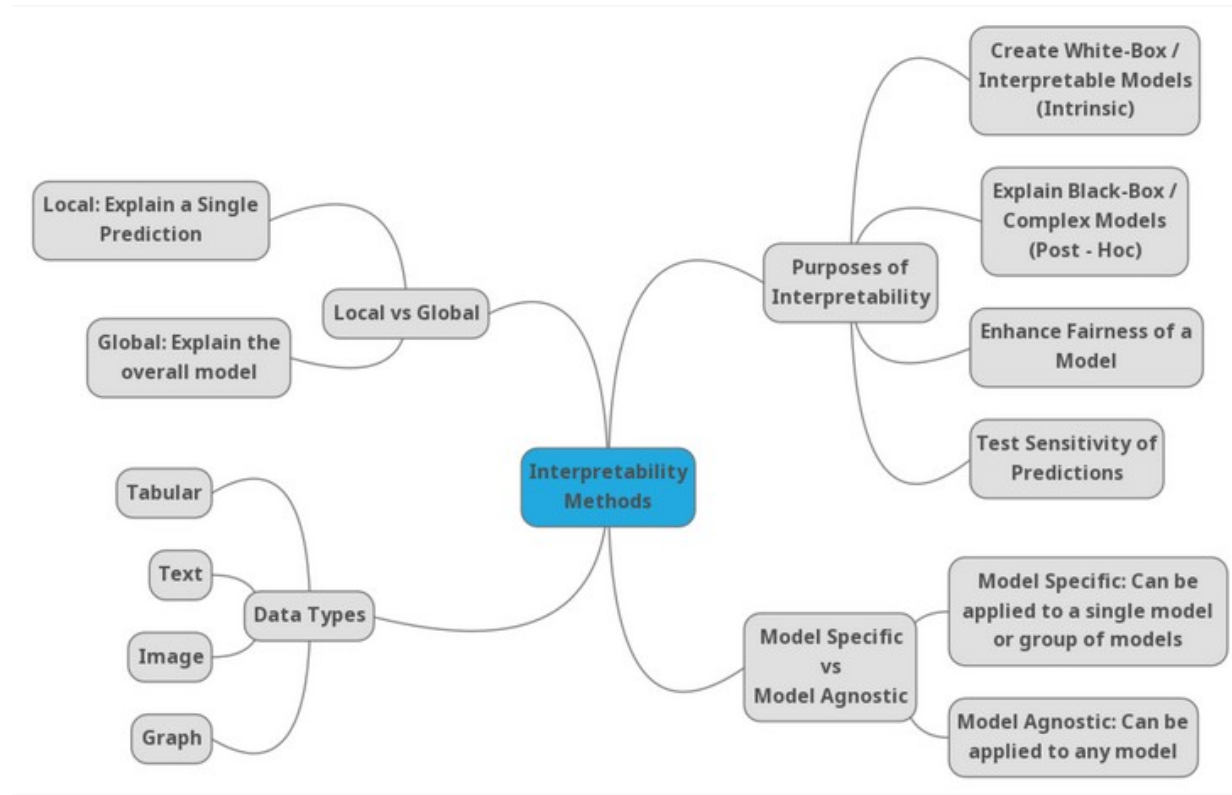 Create White-Box /
Interpretable Models
(Intrinsic)
Explain Black-Box /
Complex Models
(Post - Hoc)
Purposes of
Interpretability
Enhance Fairness of a
Model
Test Sensitivity of
Predictions
Local: Explain a Single
Prediction
Local vs Global
Global: Explain the
overall model
Interpretability
Methods
Tabular
Text
Data Types
Image
Graph
Model Specific
vs
Model Agnostic
Model Specific: Can be
applied to a single model
or group of models
Model Agnostic: Can be
applied to any model